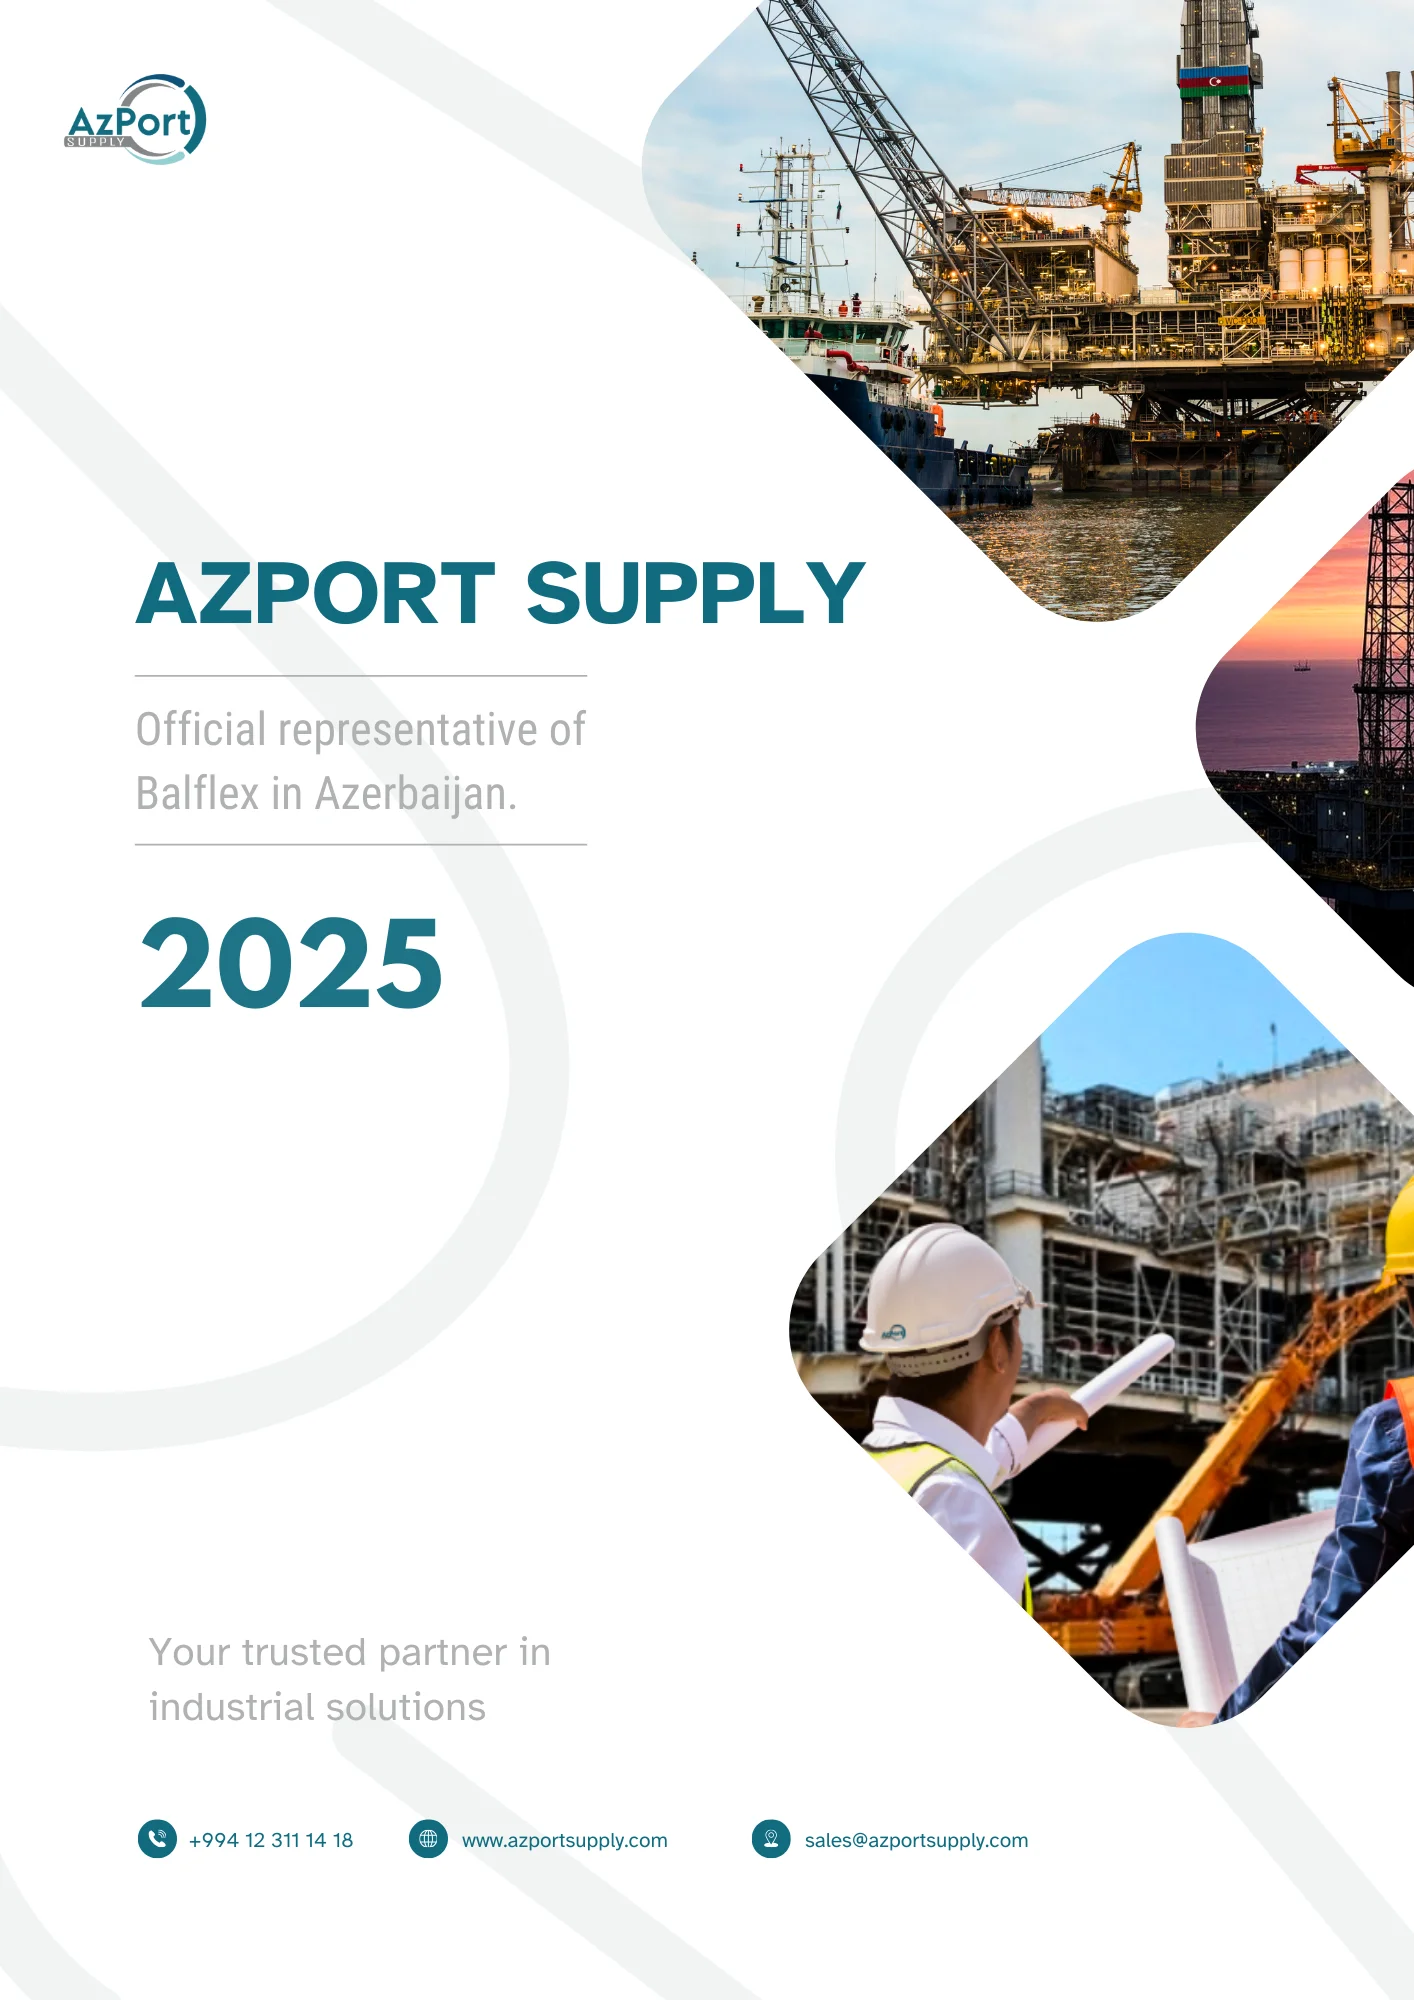 AzPort
SUPPLY
AZPORT SUPPLY
Official representative of
Balflex in Azerbaijan.
2025
AzPort
Your trusted partner in
industrial solutions
+994 12 311 14 18
www.azportsupply.com
sales@azportsupply.com